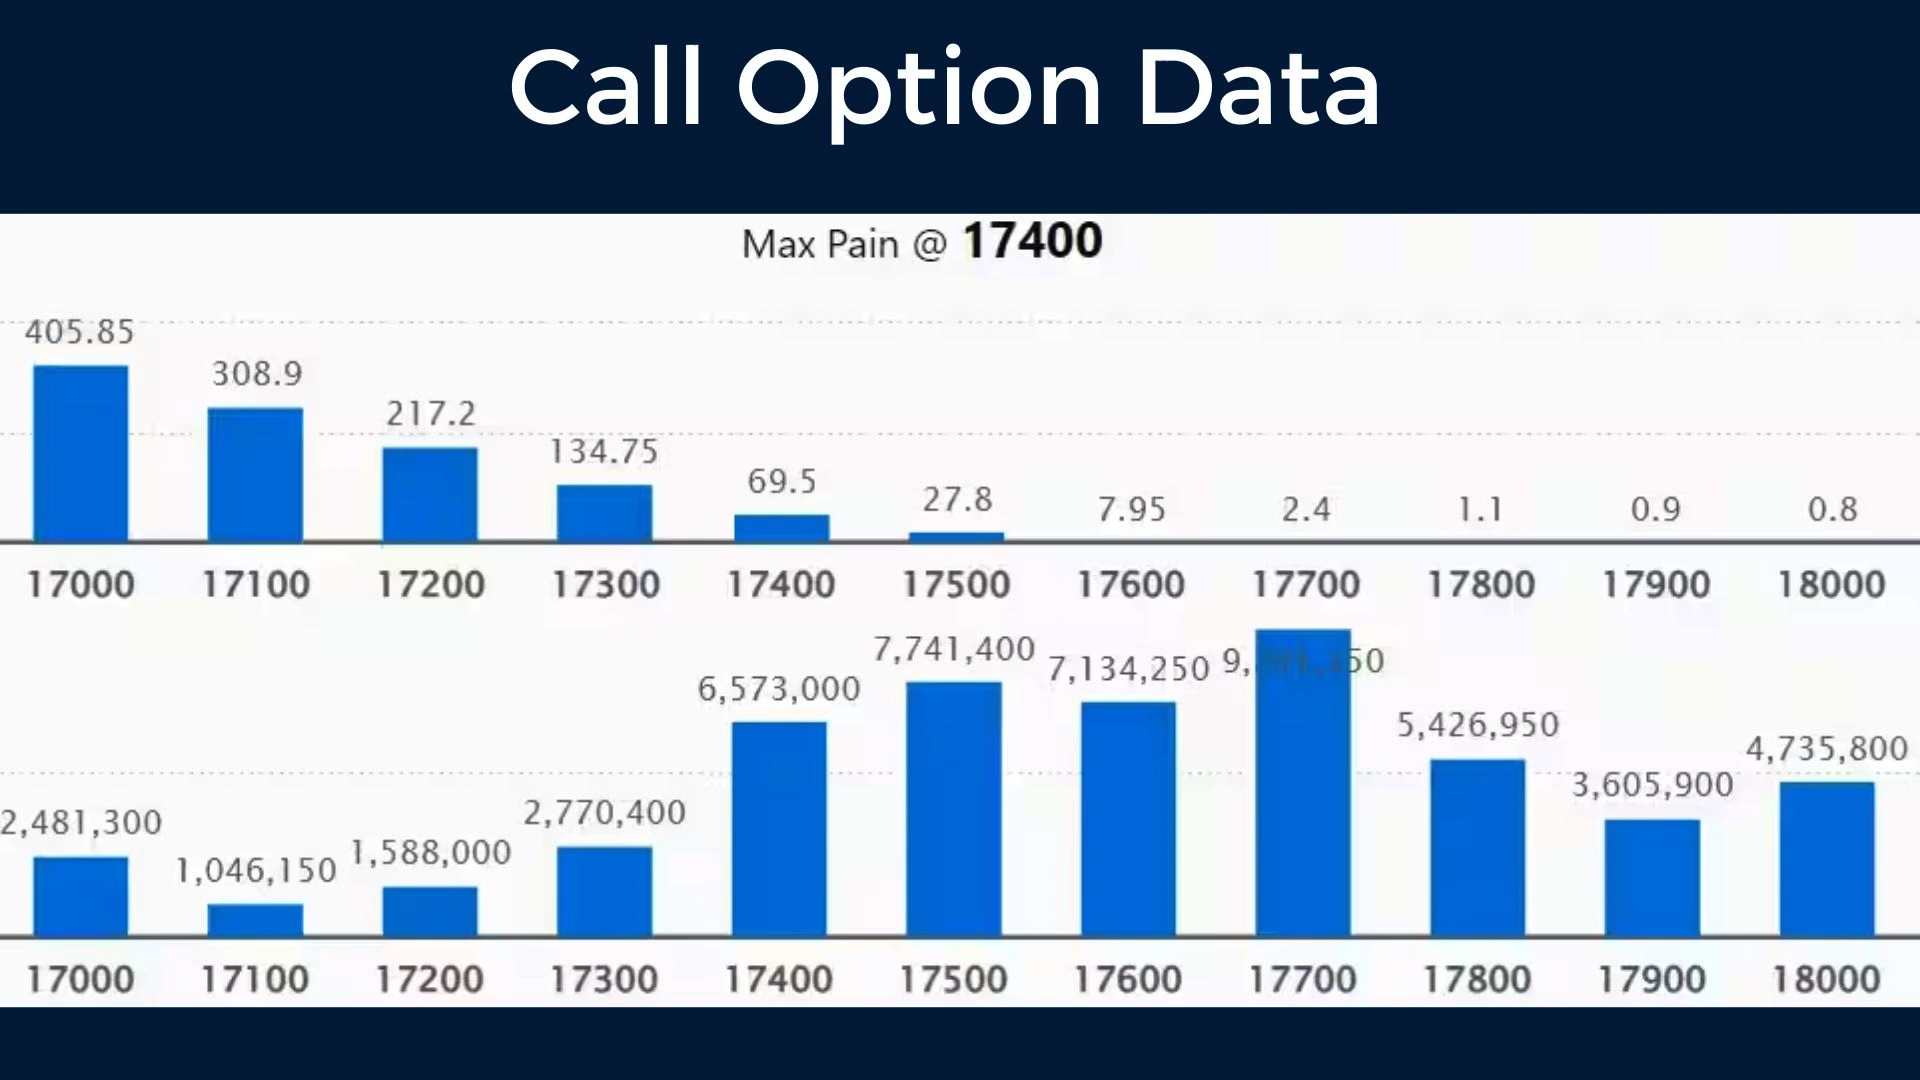 Call Option Data
Max Pain @ 17400
405.85 308.9 217.2 134.75 69.5 27.8 7.95 2.4 1.1 0.9 0.8
17000 17100 17200 17300 17400 17500 17600 17700 17800 17900 18000
2,481,300 1,046,150 1,588,000 2,770,400 6,573,000 7,741,400 7,134,250 5,426,950 3,605,900 4,735,800
17000 17100 17200 17300 17400 17500 17600 17700 17800 17900 18000